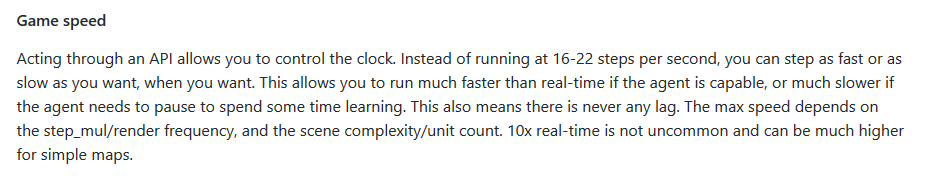 Game speed
Acting through an API allows you to control the clock. Instead of running at 16-22 steps per second, you can step as fast or as
slow as you want, when you want. This allows you to run much faster than real-time if the agent is capable, or much slower if
the agent needs to pause to spend some time learning. This also means there is never any lag. The max speed depends on
the step_mul/render frequency, and the scene complexity/unit count. 10x real-time is not uncommon and can be much higher
for simple maps.